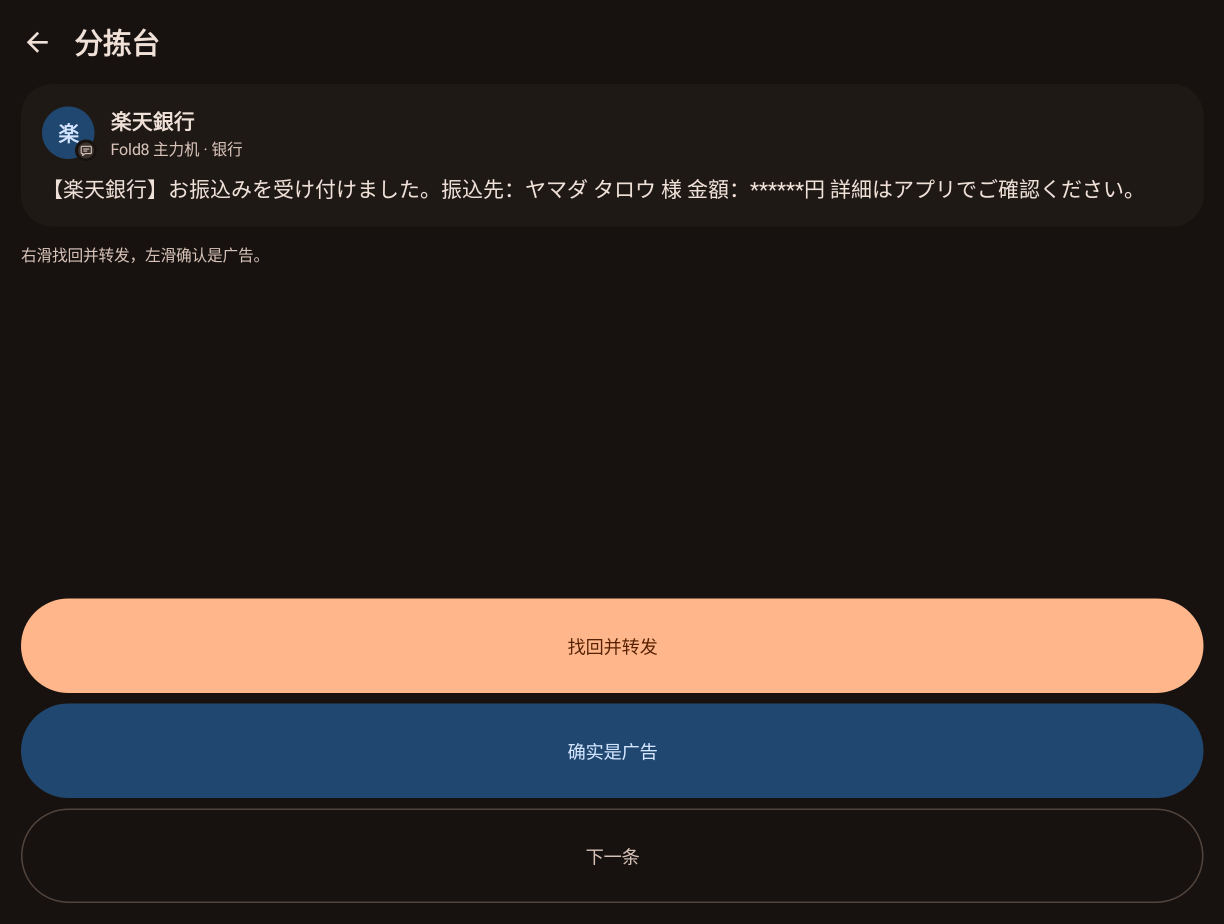 分拣台
楽
楽天銀行
Fold8 主力机 · 银行
【楽天銀行】お振込みを受け付けました。振込先：ヤマダ タロウ 様 金額：******円 詳細はアプリでご確認ください。
右滑找回并转发，左滑确认是广告。
找回并转发
确实是广告
下一条